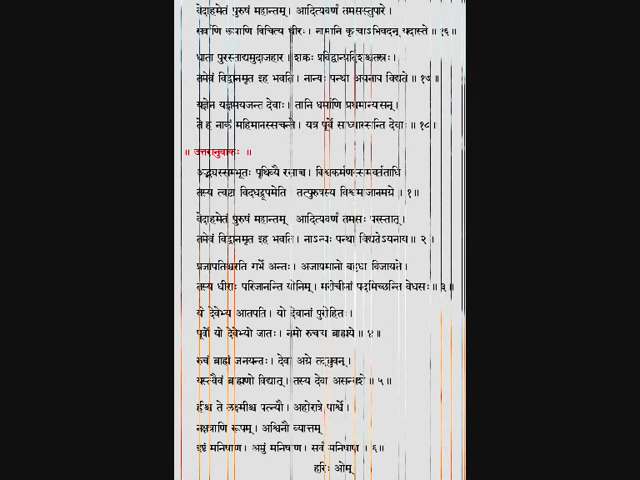 वेदाहमेतं पुरुषं महान्तम्। आदित्यवर्णं तमसस्तुपारे।
सर्वाणि रूपाणि विचित्य धीरः। नामानि कृत्वाऽभिवदन् यदास्ते॥ १६॥
धाता पुरस्ताद्यमुदाजहार। शक्रः प्रविद्वान्प्रदिशश्चतस्रः।
तमेवं विद्वानमृत इह भवति। नान्यः पन्था अयनाय विद्यते॥ १७॥
यज्ञेन यज्ञमयजन्त देवाः। तानि धर्माणि प्रथमान्यासन्।
ते ह नाकं महिमानस्सचन्ते। यत्र पूर्वे साध्यास्सन्ति देवाः॥ १८॥
॥ उत्तरानुवाकः ॥
अद्भ्यस्सम्भूतः पृथिव्यै रसाच्च। विश्वकर्मणस्समवर्तताधि
तस्य त्वष्टा विदधद्रूपमेति तत्पुरुषस्य विश्वमाजानमग्रे॥ १॥
वेदाहमेतं पुरुषं महान्तम् आदित्यवर्णं तमसः परस्तात्।
तमेवं विद्वानमृत इह भवति। नाऽन्यः पन्था विद्यतेऽयनाय॥ २।
प्रजापतिश्चरति गर्भे अन्तः। अजायमानो बहुधा विजायते।
तस्य धीराः परिजानन्ति योनिम्। मरीचीनां पदमिच्छन्ति वेधसः॥ ३॥
यो देवेभ्य आतपति। यो देवानां पुरोहितः।
पूर्वो यो देवेभ्यो जातः। नमो रुचाय ब्राह्मये॥ ४॥
रुचं ब्राह्मं जनयन्तः। देवा अग्रे तदब्रुवन्।
यस्त्वैवं ब्राह्मणो विद्यात्। तस्य देवा असन्वशे॥ ५॥
ह्रीश्च ते लक्ष्मीश्च पत्न्यौ। अहोरात्रे पार्श्वे।
नक्षत्राणि रूपम्। अश्विनौ व्यात्तम्
इष्टं मनिषाण। अमुं मनिषाण। सर्वं मनिषाण। ६॥
हरिः ओम्